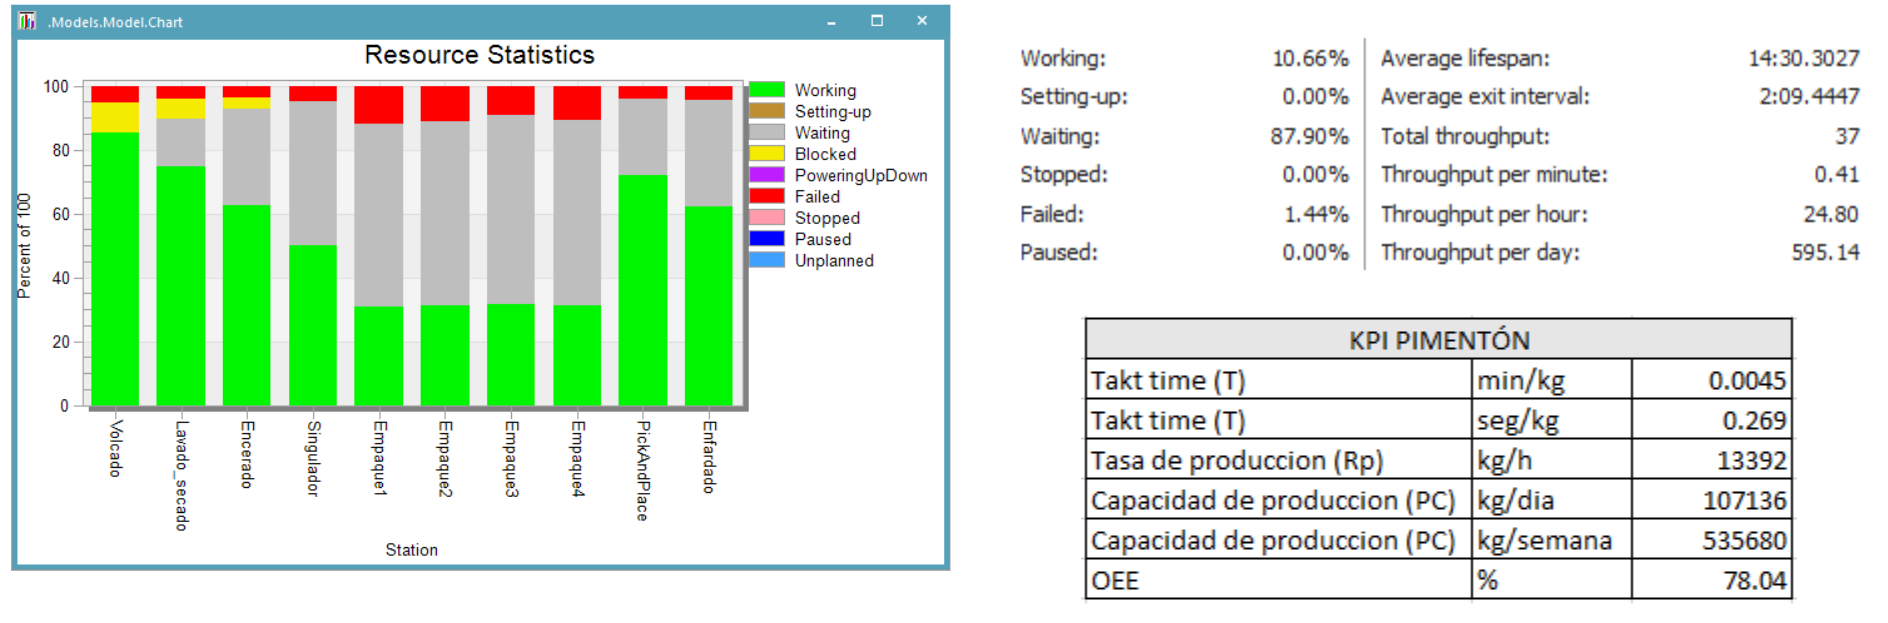 .Models.Model.Chart
Resource Statistics
Percent of 100
100
80
60
40
20
0
Volcado
Lavado_secado
Encerado
Singulador
Empaque1
Empaque2
Empaque3
Empaque4
PickAndPlace
Enfardado
Station
Working
Setting-up
Waiting
Blocked
PoweringUpDown
Failed
Stopped
Paused
Unplanned
Working: 10.66% Average lifespan: 14:30.3027
Setting-up: 0.00% Average exit interval: 2:09.4447
Waiting: 87.90% Total throughput: 37
Stopped: 0.00% Throughput per minute: 0.41
Failed: 1.44% Throughput per hour: 24.80
Paused: 0.00% Throughput per day: 595.14
KPI PIMENTÓN
Takt time (T) min/kg 0.0045
Takt time (T) seg/kg 0.269
Tasa de produccion (Rp) kg/h 13392
Capacidad de produccion (PC) kg/dia 107136
Capacidad de produccion (PC) kg/semana 535680
OEE % 78.04